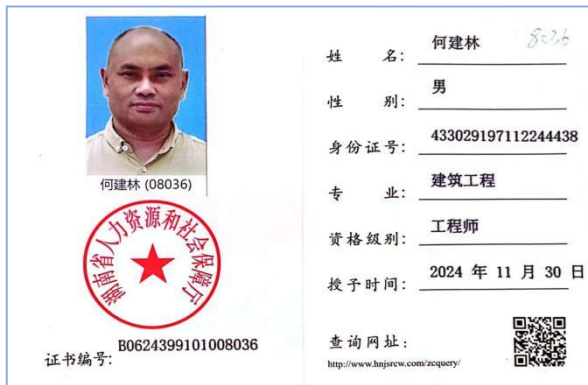 何建林 (08036)
湖南省人力资源和社会保障厅
证书编号： B06243991010​08036
姓 名： 何建林
性 别： 男
身份证号： 433029197112244438
专 业： 建筑工程
资格级别： 工程师
授予时间： 2024 年 11 月 30 日
查询网址：
http://www.hnjsrcw.com/zcquery/